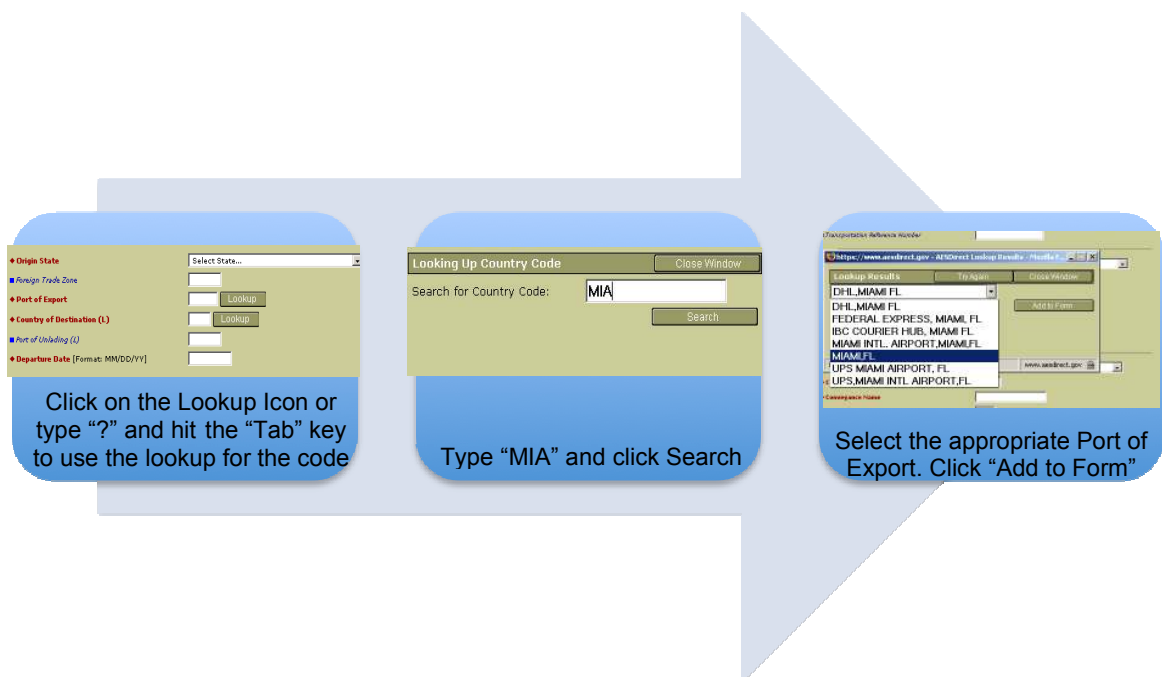 ◆ Origin State Select State...
■ Foreign Trade Zone
◆ Port of Export Lookup
◆ Country of Destination (L) Lookup
■ Port of Unlading (L)
◆ Departure Date [Format: MM/DD/YY]
Click on the Lookup Icon or
type “?” and hit the “Tab” key
to use the lookup for the code
Looking Up Country Code Close Window
Search for Country Code: MIA
Search
Type “MIA” and click Search
Transportation Reference Number
https://www.aesdirect.gov - AESDirect Lookup Results - Mozilla F...
Lookup Results Try Again Close Window
DHL,MIAMI FL
Add to Form
DHL,MIAMI FL
FEDERAL EXPRESS, MIAMI, FL
IBC COURIER HUB, MIAMI FL
MIAMI INTL. AIRPORT,MIAMI,FL
MIAMI,FL
UPS MIAMI AIRPORT, FL
www.aesdirect.gov
UPS,MIAMI INTL AIRPORT,FL
Conveyance Name
Select the appropriate Port of
Export. Click “Add to Form”